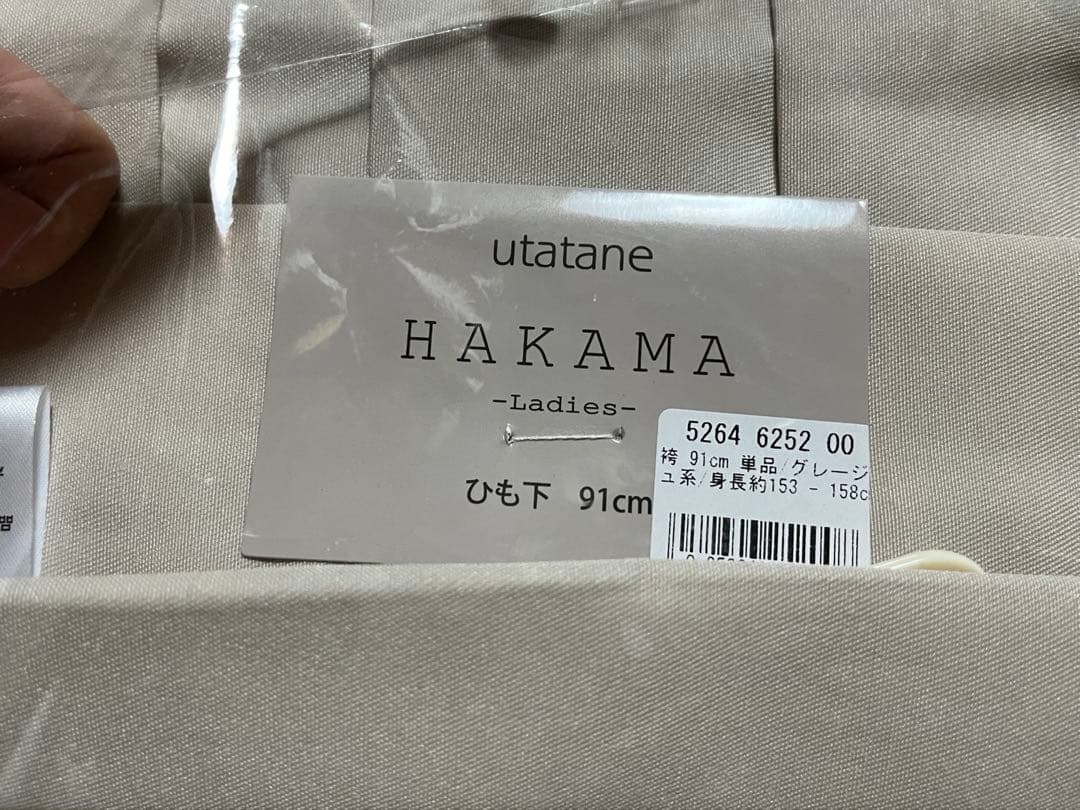 utatane
HAKAMA
-Ladies-
ひも下 91cm
5264 6252 00
袴 91cm 単品/グレージ
ュ系/身長約153 - 158c